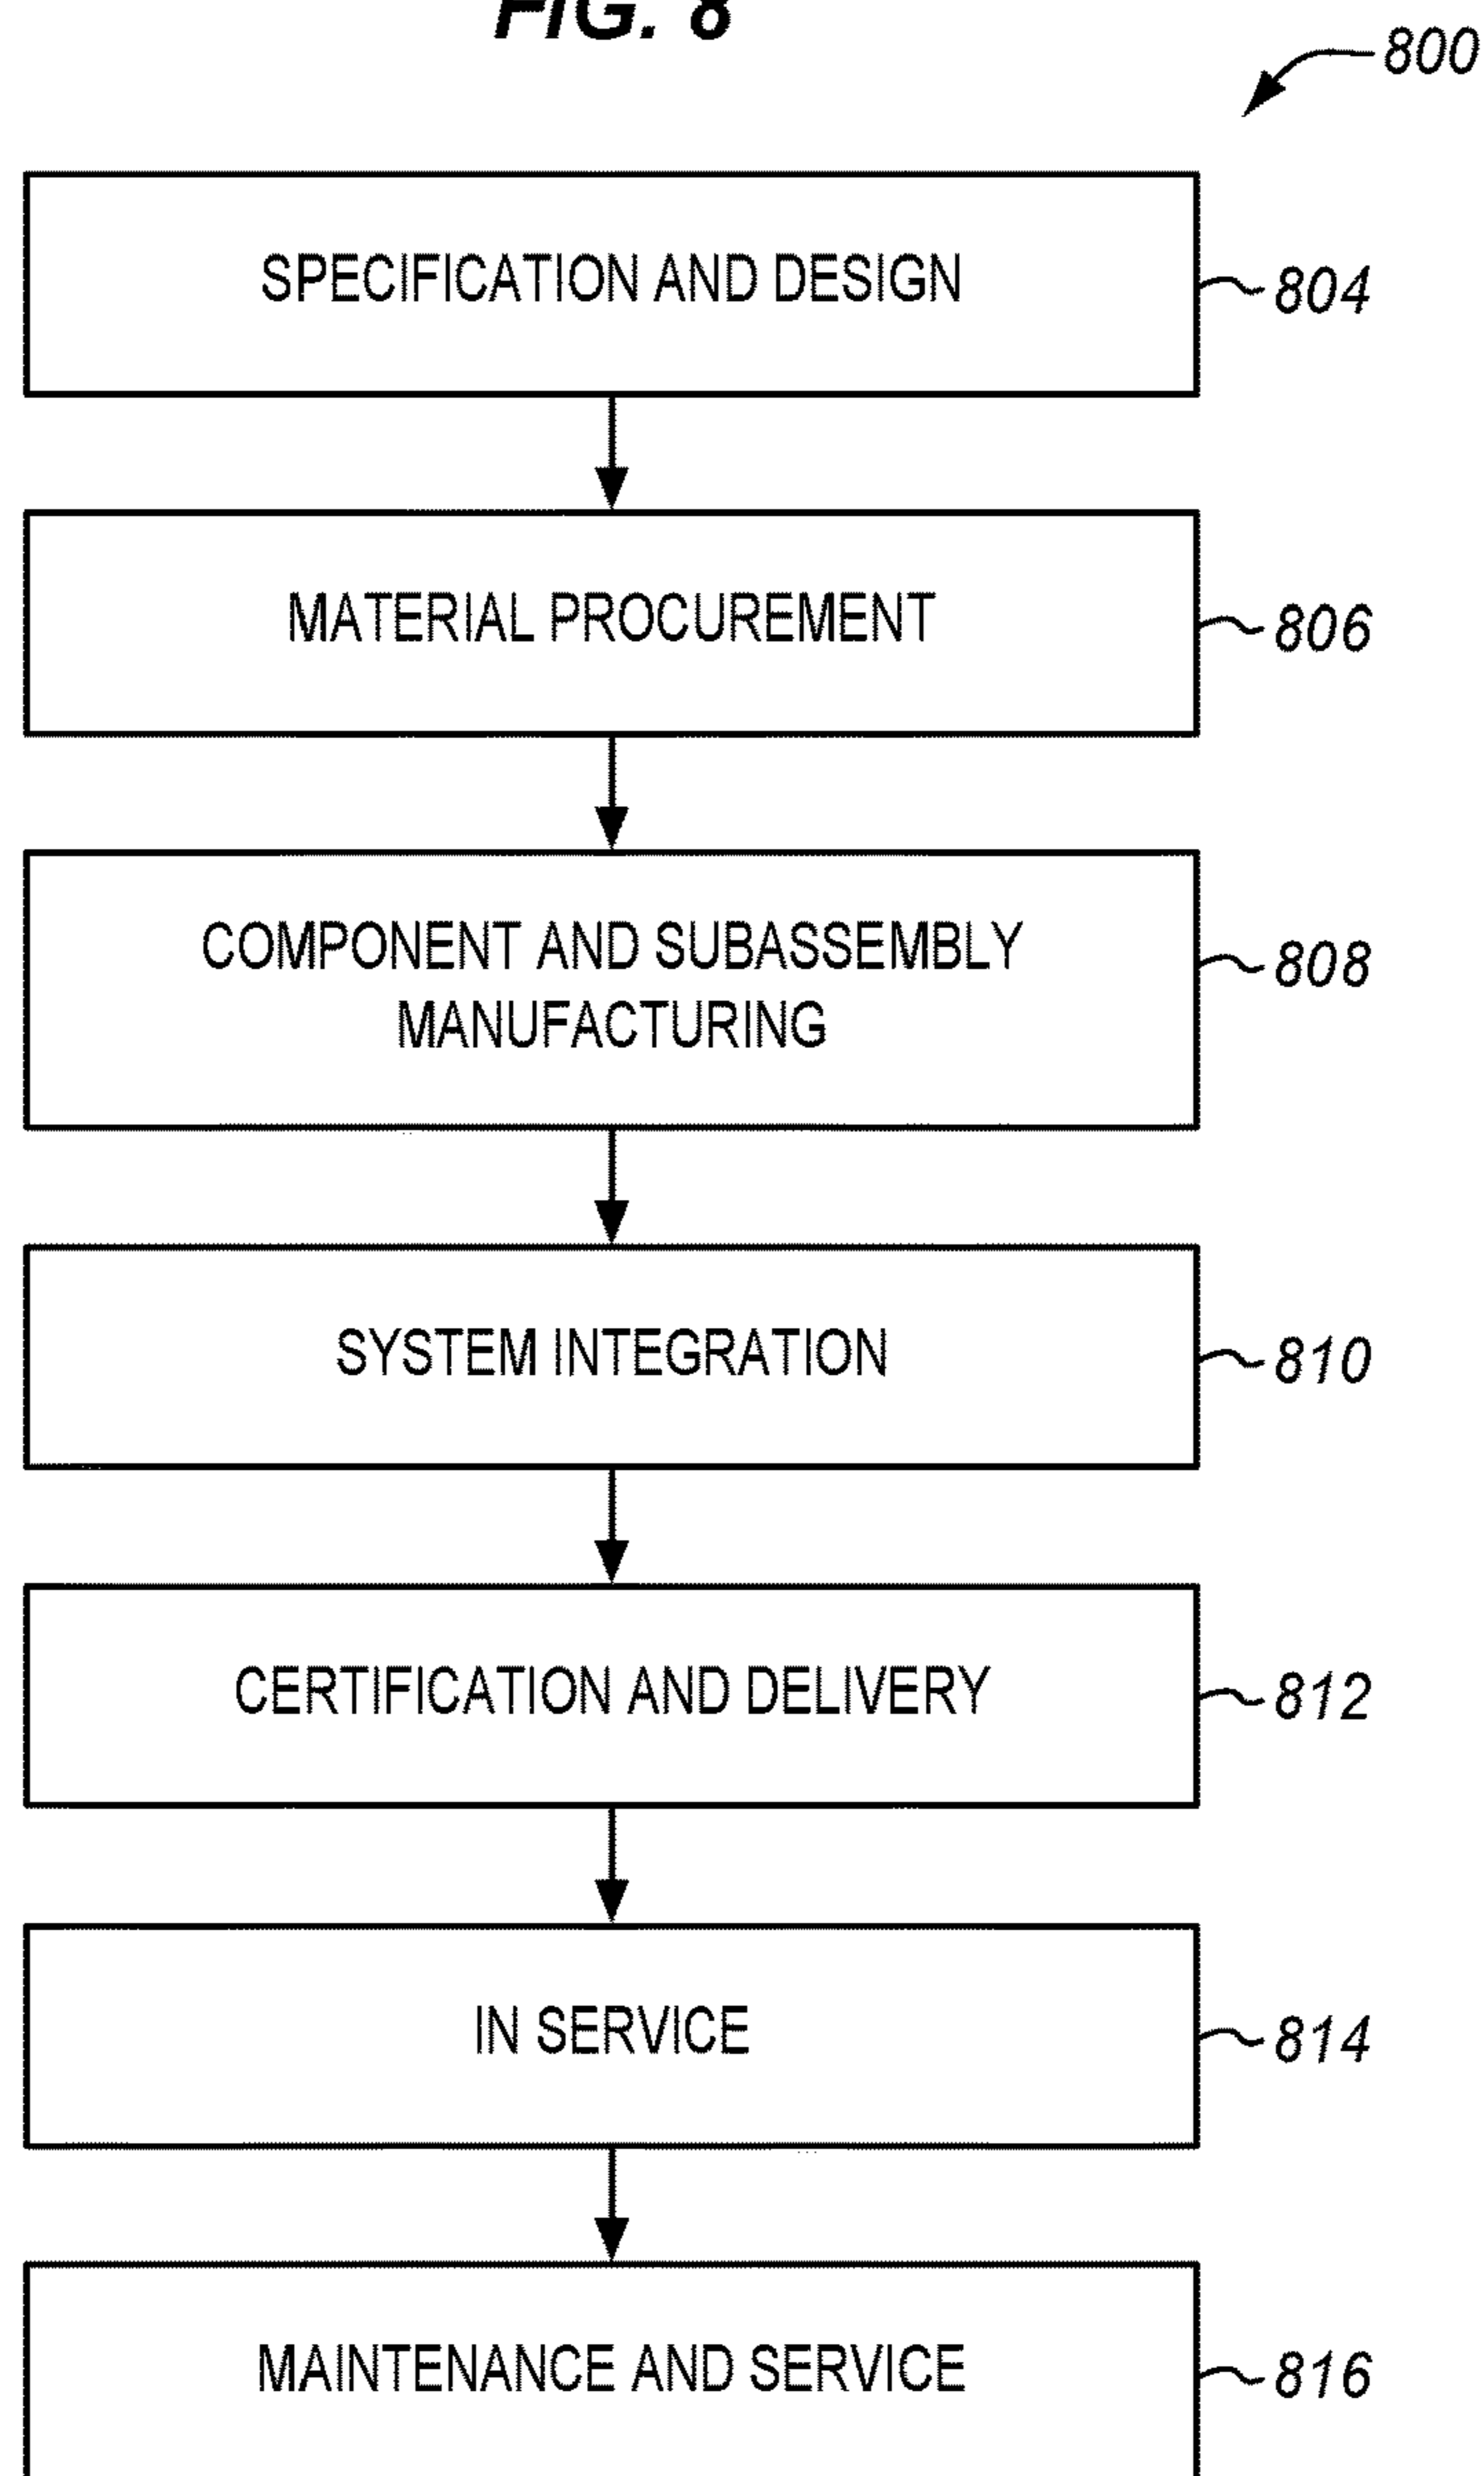 FIG. 8
800
SPECIFICATION AND DESIGN
804
MATERIAL PROCUREMENT
806
COMPONENT AND SUBASSEMBLY
MANUFACTURING
808
SYSTEM INTEGRATION
810
CERTIFICATION AND DELIVERY
812
IN SERVICE
814
MAINTENANCE AND SERVICE
816